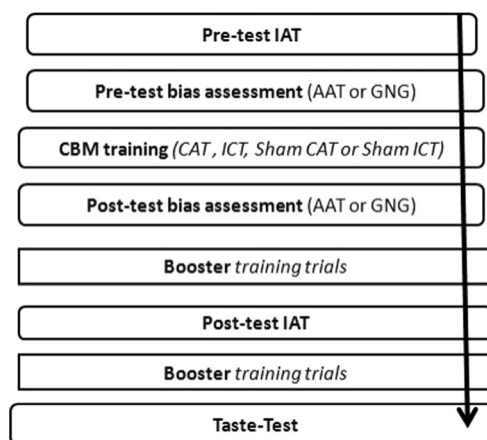 Pre-test IAT
Pre-test bias assessment (AAT or GNG)
CBM training (CAT , ICT, Sham CAT or Sham ICT)
Post-test bias assessment (AAT or GNG)
Booster training trials
Post-test IAT
Booster training trials
Taste-Test